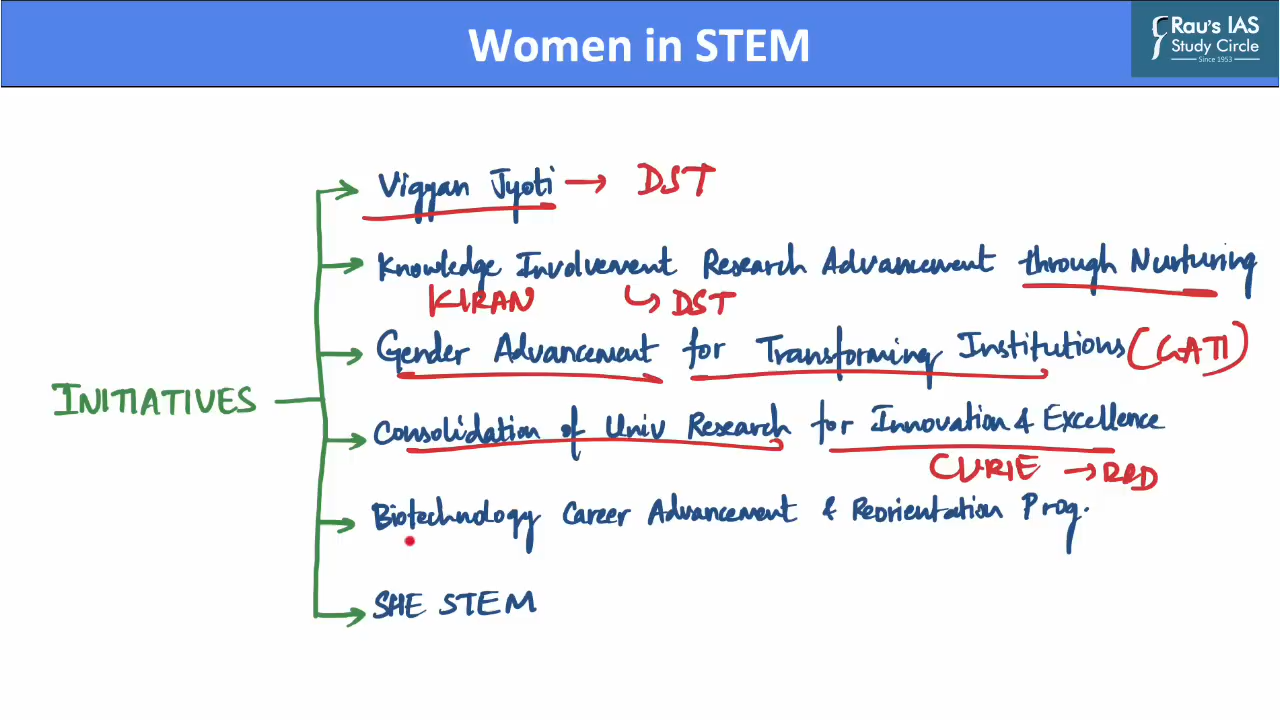 Women in STEM
Rau's IAS
Study Circle
Since 1953
Vigyan Jyoti → DST
Knowledge Involvement Research Advancement through Nurturing
KIRAN ↳ DST
Gender Advancement for Transforming Institutions (GATI)
INITIATIVES
Consolidation of Univ Research for Innovation & Excellence
CURIE → R&D
Biotechnology Career Advancement & Reorientation Prog.
SHE STEM